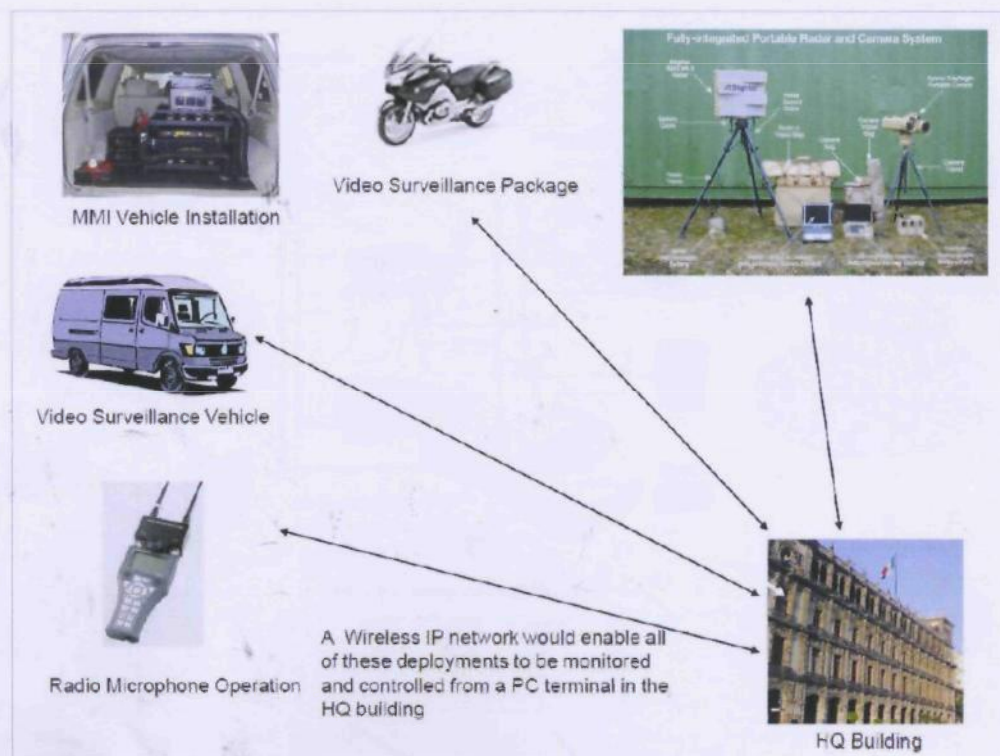 Fully-integrated Portable Radar and Camera System
MMI Vehicle Installation
Video Surveillance Package
Video Surveillance Vehicle
Radio Microphone Operation
A Wireless IP network would enable all
of these deployments to be monitored
and controlled from a PC terminal in the
HQ building
HQ Building